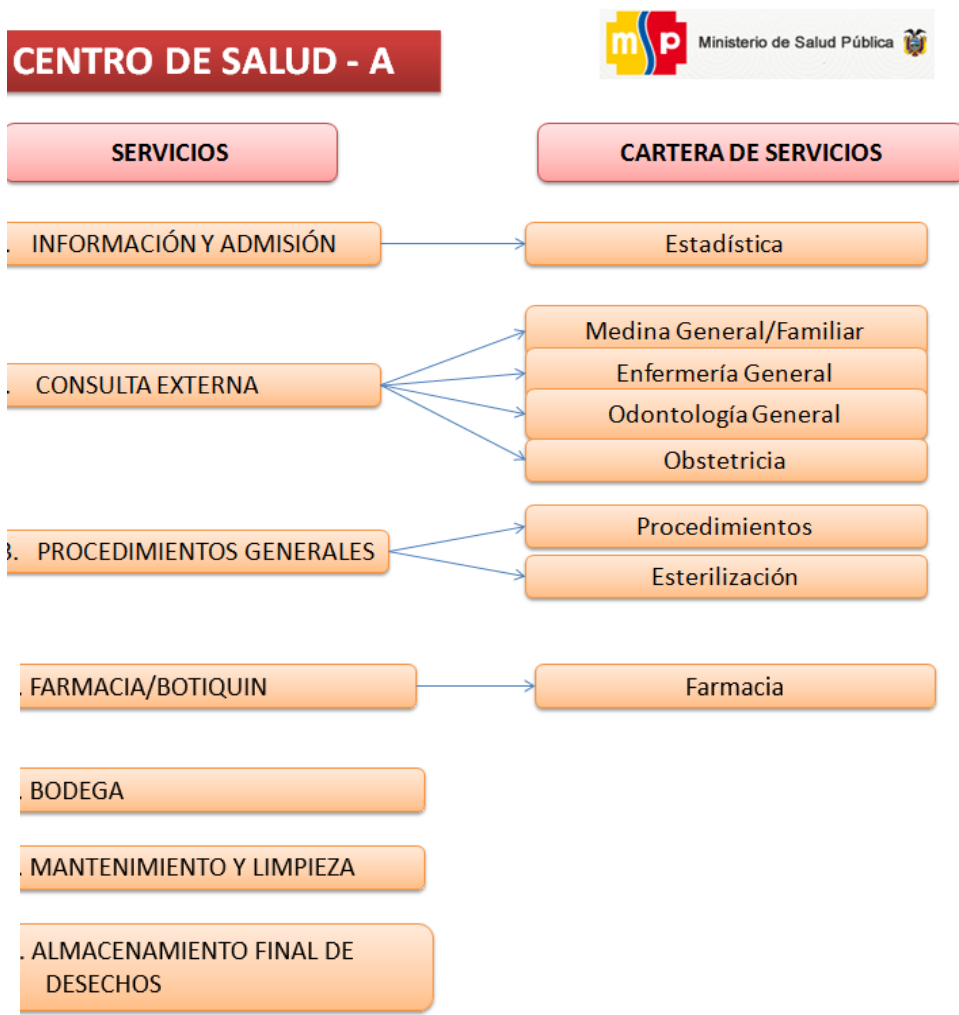 CENTRO DE SALUD - A
msp Ministerio de Salud Pública
SERVICIOS
CARTERA DE SERVICIOS
. INFORMACIÓN Y ADMISIÓN
Estadística
. CONSULTA EXTERNA
Medina General/Familiar
Enfermería General
Odontología General
Obstetricia
3. PROCEDIMIENTOS GENERALES
Procedimientos
Esterilización
. FARMACIA/BOTIQUIN
Farmacia
. BODEGA
. MANTENIMIENTO Y LIMPIEZA
. ALMACENAMIENTO FINAL DE
DESECHOS